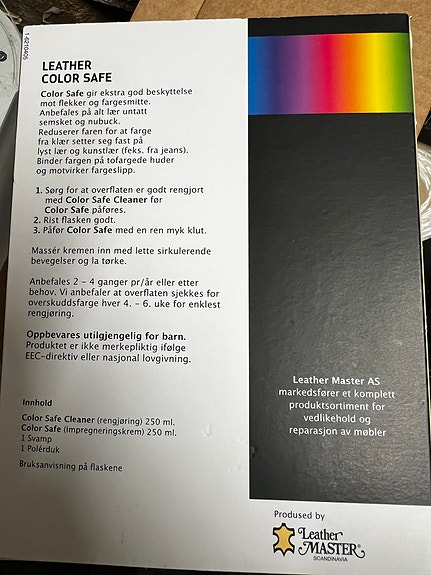 1-6210405
LEATHER
COLOR SAFE
Color Safe gir ekstra god beskyttelse
mot flekker og fargesmitte.
Anbefales på alt lær untatt
semsket og nubuck.
Reduserer faren for at farge
fra klær setter seg fast på
lyst lær og kunstlær (feks. fra jeans).
Binder fargen på tofargede huder
og motvirker fargeslipp.
1. Sørg for at overflaten er godt rengjort
med Color Safe Cleaner før
Color Safe påføres.
2. Rist flasken godt.
3. Påfør Color Safe med en ren myk klut.
Massér kremen inn med lette sirkulerende
bevegelser og la tørke.
Anbefales 2 - 4 ganger pr/år eller etter
behov. Vi anbefaler at overflaten sjekkes for
overskuddsfarge hver 4. - 6. uke for enklest
rengjøring.
Oppbevares utilgjengelig for barn.
Produktet er ikke merkepliktig ifølge
EEC-direktiv eller nasjonal lovgivning.
Innhold
Color Safe Cleaner (rengjøring) 250 ml.
Color Safe (Impregneringskrem) 250 ml.
1 Svamp
1 Polérduk
Bruksanvisning på flaskene
Leather Master AS
markedsfører et komplett
produktsortiment for
vedlikehold og
reparasjon av møbler
Prodused by
Leather
MASTER®
SCANDINAVIA